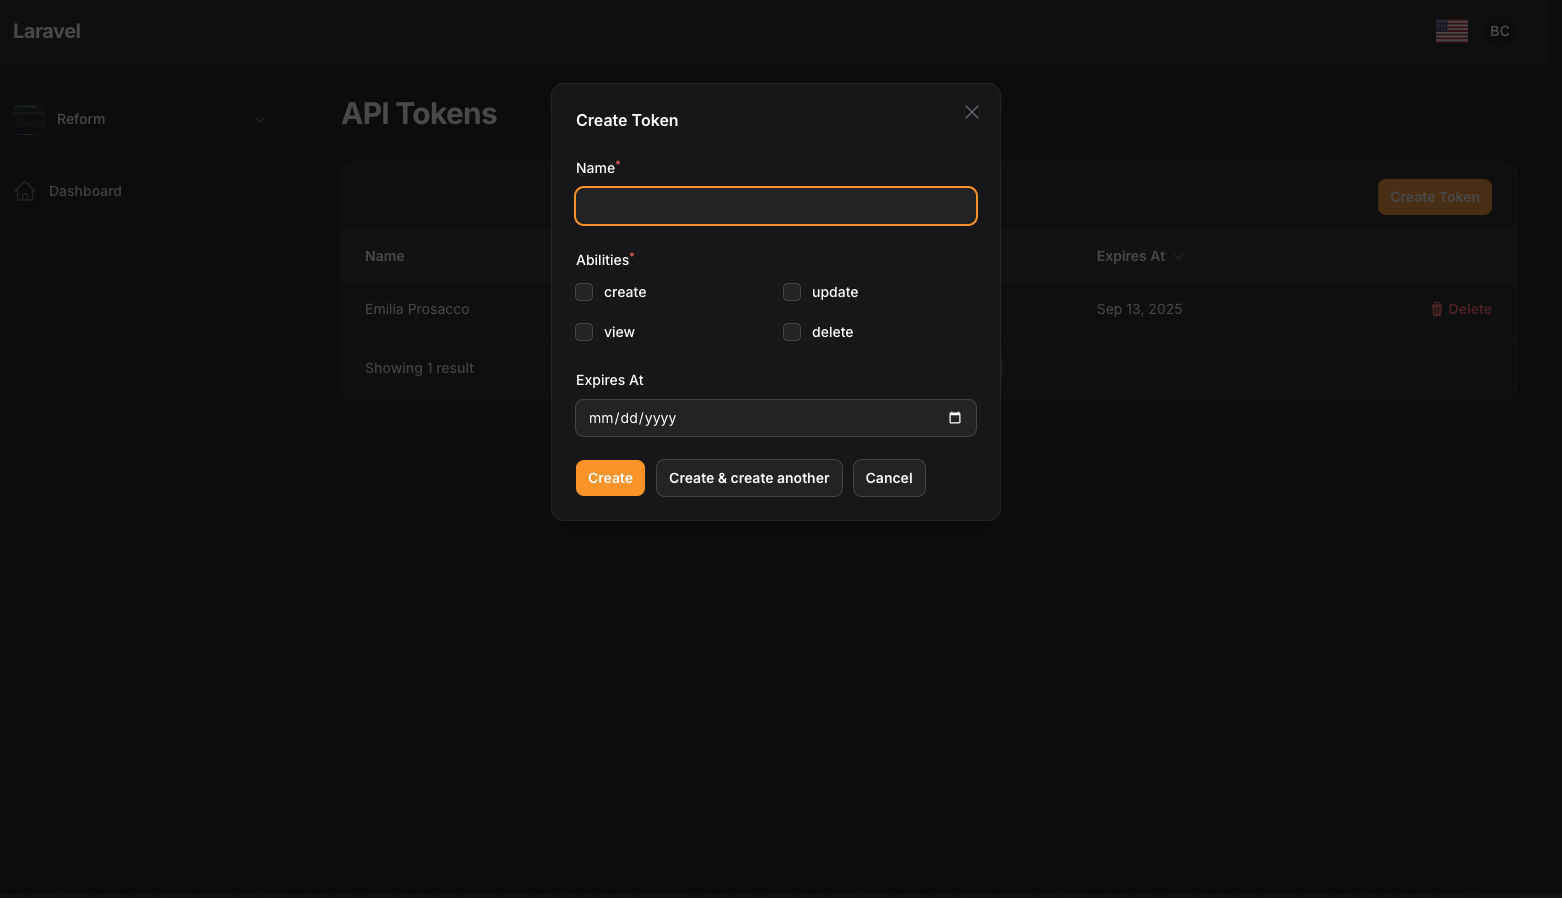 Laravel
BC
Reform
Dashboard
API Tokens
Create Token
Name
Expires At
Emilia Prosacco
Sep 13, 2025
Delete
Showing 1 result
Create Token
Name*
Abilities*
create
update
view
delete
Expires At
mm/dd/yyyy
Create
Create & create another
Cancel